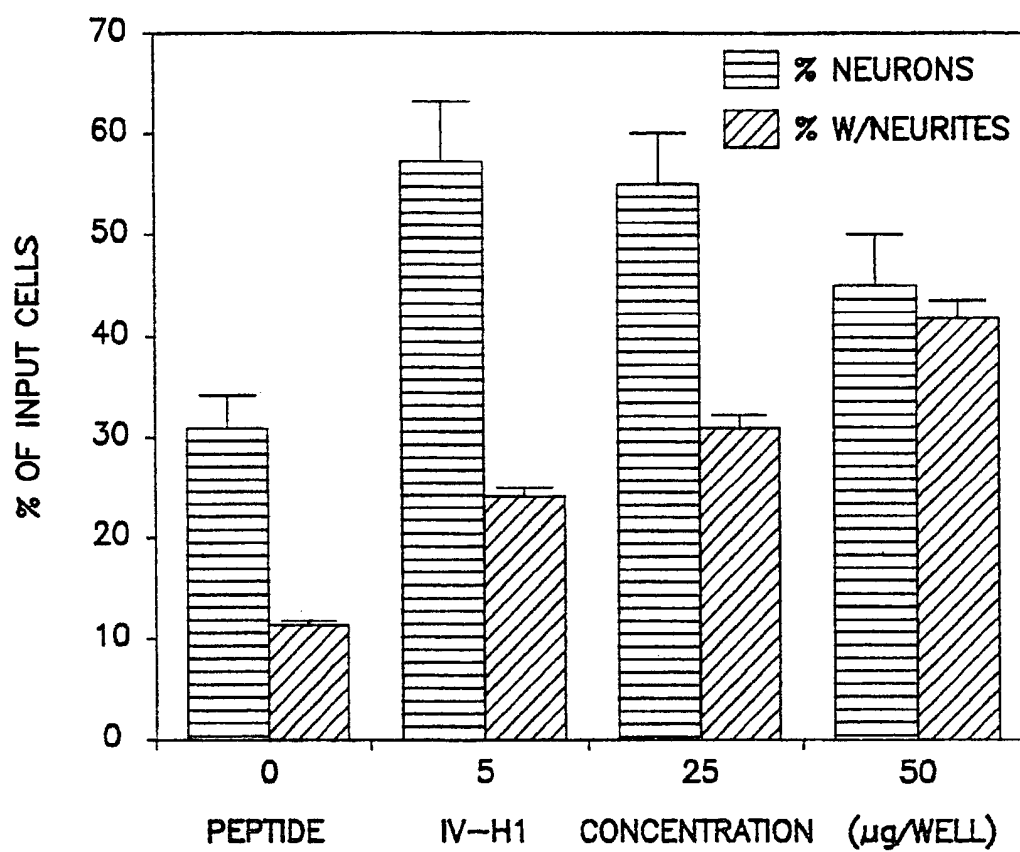 70
60
50
40
30
20
10
0
% OF INPUT CELLS
% NEURONS
% W/NEURITES
0 5 25 50
PEPTIDE IV-H1 CONCENTRATION (µg/WELL)